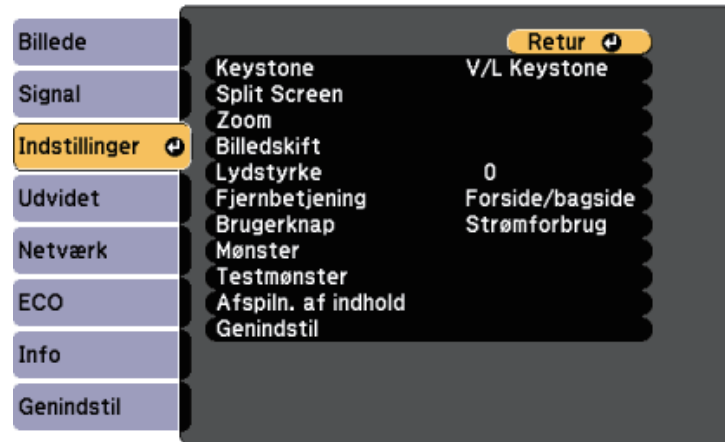 Billede
Signal
Indstillinger
Udvidet
Netværk
ECO
Info
Genindstil
Retur
Keystone V/L Keystone
Split Screen
Zoom
Billedskift
Lydstyrke 0
Fjernbetjening Forside/bagside
Brugerknap Strømforbrug
Mønster
Testmønster
Afspiln. af indhold
Genindstil